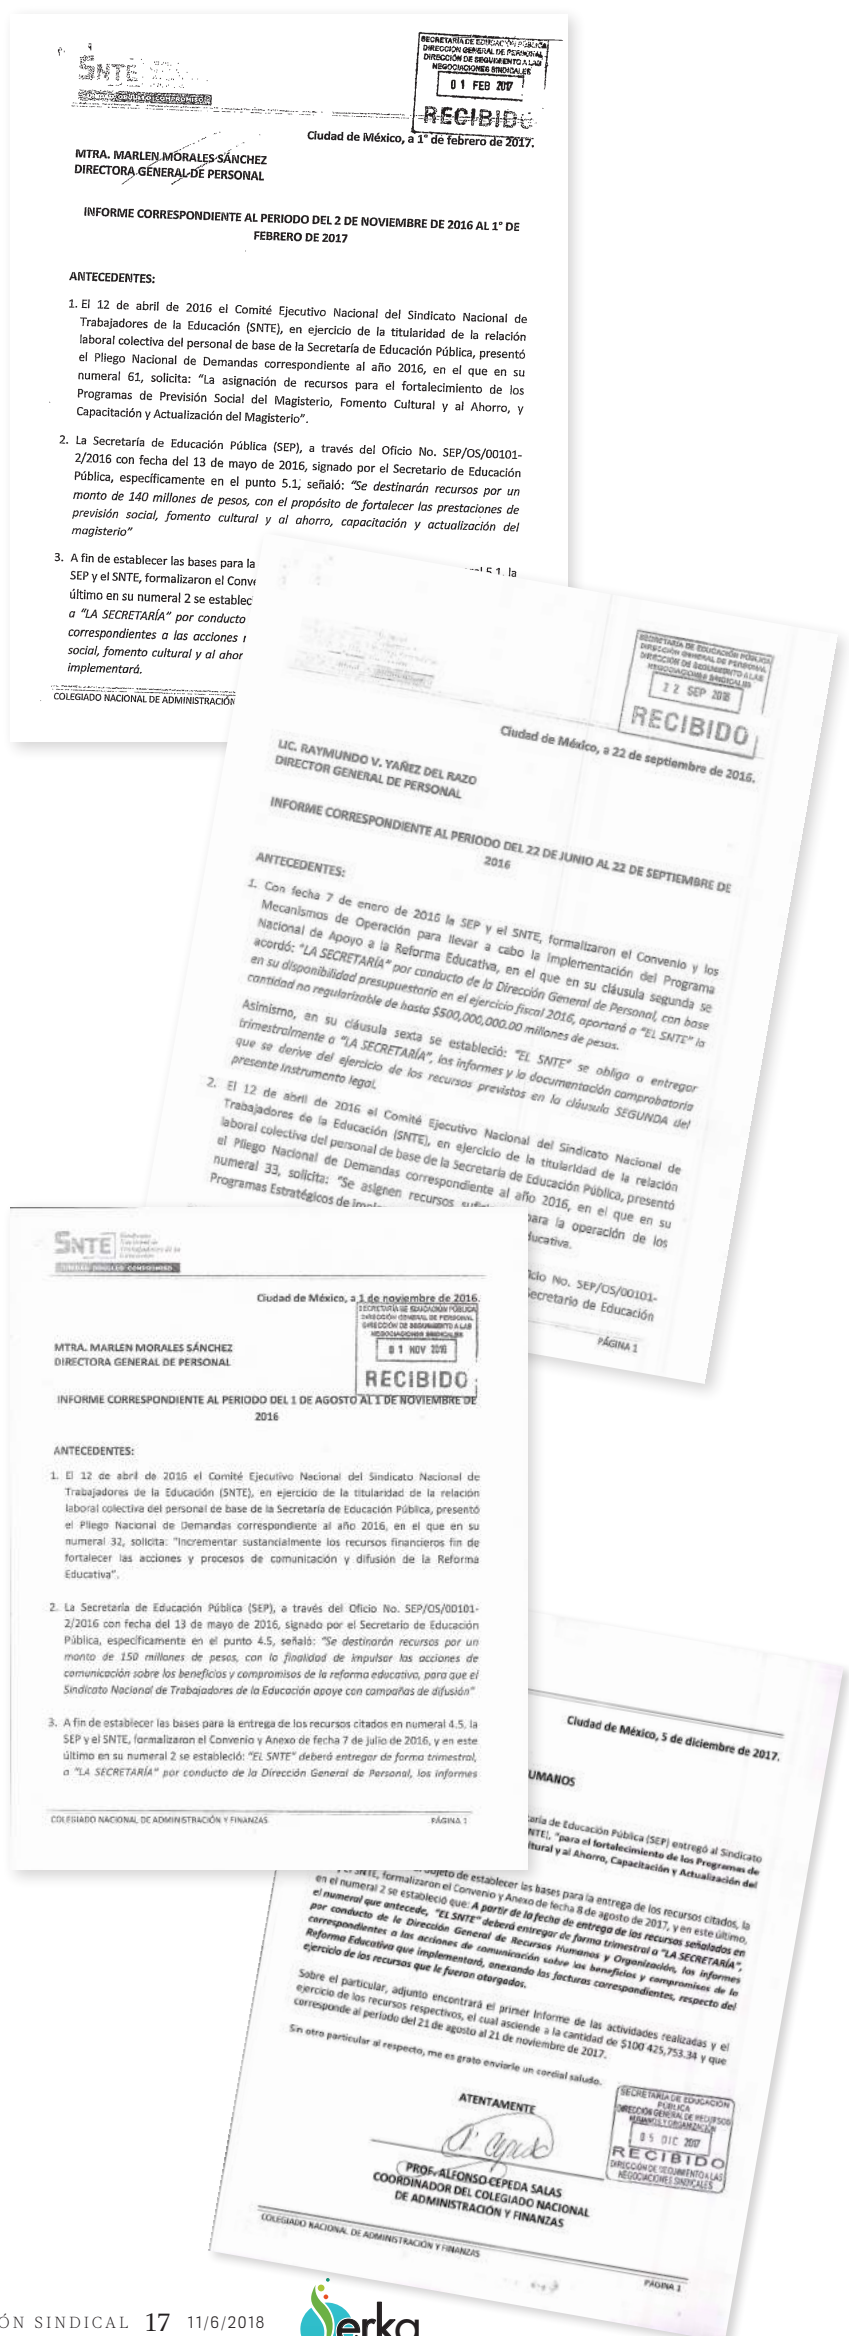 SNTE
SECRETARÍA DE EDUCACIÓN PÚBLICA
DIRECCIÓN GENERAL DE PERSONAL
DIRECCIÓN DE SEGUIMIENTO A LAS
NEGOCIACIONES SINDICALES
01 FEB 2017
RECIBIDO
Ciudad de México, a 1° de febrero de 2017.
MTRA. MARLEN MORALES SÁNCHEZ
DIRECTORA GENERAL DE PERSONAL
INFORME CORRESPONDIENTE AL PERIODO DEL 2 DE NOVIEMBRE DE 2016 AL 1° DE
FEBRERO DE 2017
ANTECEDENTES:
1. El 12 de abril de 2016 el Comité Ejecutivo Nacional del Sindicato Nacional de
Trabajadores de la Educación (SNTE), en ejercicio de la titularidad de la relación
laboral colectiva del personal de base de la Secretaría de Educación Pública, presentó
el Pliego Nacional de Demandas correspondiente al año 2016, en el que en su
numeral 61, solicita: “La asignación de recursos para el fortalecimiento de los
Programas de Previsión Social del Magisterio, Fomento Cultural y al Ahorro, y
Capacitación y Actualización del Magisterio”.
2. La Secretaría de Educación Pública (SEP), a través del Oficio No. SEP/OS/00101-
2/2016 con fecha del 13 de mayo de 2016, signado por el Secretario de Educación
Pública, específicamente en el punto 5.1, señaló: “Se destinarán recursos por un
monto de 140 millones de pesos, con el propósito de fortalecer las prestaciones de
previsión social, fomento cultural y al ahorro, capacitación y actualización del
magisterio”
3. A fin de establecer las bases para la 5.1, la
SEP y el SNTE, formalizaron el Conve
último en su numeral 2 se establec
a “LA SECRETARÍA” por conducto
correspondientes a las acciones
social, fomento cultural y al ahor
implementará.
COLEGIADO NACIONAL DE ADMINISTRACIÓN
SECRETARÍA DE EDUCACIÓN PÚBLICA
DIRECCIÓN GENERAL DE PERSONAL
DIRECCIÓN DE SEGUIMIENTO A LAS
NEGOCIACIONES SINDICALES
22 SEP 2016
RECIBIDO
Ciudad de México, a 22 de septiembre de 2016.
LIC. RAYMUNDO V. YAÑEZ DEL RAZO
DIRECTOR GENERAL DE PERSONAL
INFORME CORRESPONDIENTE AL PERIODO DEL 22 DE JUNIO AL 22 DE SEPTIEMBRE DE
2016
ANTECEDENTES:
1. Con fecha 7 de enero de 2016 la SEP y el SNTE, formalizaron el Convenio y los
Mecanismos de Operación para llevar a cabo la Implementación del Programa
Nacional de Apoyo a la Reforma Educativa, en el que en su cláusula segunda se
acordó: “LA SECRETARÍA” por conducto de la Dirección General de Personal, con base
en su disponibilidad presupuestaria en el ejercicio fiscal 2016, aportará a “EL SNTE” la
cantidad no regularizable de hasta $500,000,000.00 millones de pesos.
Asimismo, en su cláusula sexta se estableció: “EL SNTE” se obliga a entregar
trimestralmente a “LA SECRETARÍA”, los informes y la documentación comprobatoria
que se derive del ejercicio de los recursos previstos en la cláusula SEGUNDA del
presente Instrumento legal.
2. El 12 de abril de 2016 el Comité Ejecutivo Nacional del Sindicato Nacional de
Trabajadores de la Educación (SNTE), en ejercicio de la titularidad de la relación
laboral colectiva del personal de base de la Secretaría de Educación Pública, presentó
el Pliego Nacional de Demandas correspondiente al año 2016, en el que en su
numeral 33, solicita: “Se asignen recursos para la operación de los
Programas Estratégicos de
No. SEP/OS/00101-
Secretario de Educación
PÁGINA 1
SNTE Sindicato
Nacional de
Trabajadores de la
Educación
Ciudad de México, a 1 de noviembre de 2016.
SECRETARÍA DE EDUCACIÓN PÚBLICA
DIRECCIÓN GENERAL DE PERSONAL
DIRECCIÓN DE SEGUIMIENTO A LAS
NEGOCIACIONES SINDICALES
01 NOV 2016
RECIBIDO
MTRA. MARLEN MORALES SÁNCHEZ
DIRECTORA GENERAL DE PERSONAL
INFORME CORRESPONDIENTE AL PERIODO DEL 1 DE AGOSTO AL 1 DE NOVIEMBRE DE
2016
ANTECEDENTES:
1. El 12 de abril de 2016 el Comité Ejecutivo Nacional del Sindicato Nacional de
Trabajadores de la Educación (SNTE), en ejercicio de la titularidad de la relación
laboral colectiva del personal de base de la Secretaría de Educación Pública, presentó
el Pliego Nacional de Demandas correspondiente al año 2016, en el que en su
numeral 32, solicita: “Incrementar sustancialmente los recursos financieros fin de
fortalecer las acciones y procesos de comunicación y difusión de la Reforma
Educativa”.
2. La Secretaría de Educación Pública (SEP), a través del Oficio No. SEP/OS/00101-
2/2016 con fecha del 13 de mayo de 2016, signado por el Secretario de Educación
Pública, específicamente en el punto 4.5, señaló: “Se destinarán recursos por un
monto de 150 millones de pesos, con la finalidad de impulsar las acciones de
comunicación sobre los beneficios y compromisos de la reforma educativa, para que el
Sindicato Nacional de Trabajadores de la Educación apoye con campañas de difusión”
3. A fin de establecer las bases para la entrega de los recursos citados en numeral 4.5, la
SEP y el SNTE, formalizaron el Convenio y Anexo de fecha 7 de julio de 2016, y en este
último en su numeral 2 se estableció: “EL SNTE” deberá entregar de forma trimestral,
a “LA SECRETARÍA” por conducto de la Dirección General de Personal, los informes
COLEGIADO NACIONAL DE ADMINISTRACIÓN Y FINANZAS PÁGINA 1
Ciudad de México, 5 de diciembre de 2017.
UMANOS
taría de Educación Pública (SEP) entregó al Sindicato
NTE), “para el fortalecimiento de los Programas de
tural y al Ahorro, Capacitación y Actualización del
objeto de establecer las bases para la entrega de los recursos citados, la
y el SNTE, formalizaron el Convenio y Anexo de fecha 8 de agosto de 2017, y en este último,
en el numeral 2 se estableció que: A partir de la fecha de entrega de los recursos señalados en
el numeral que antecede, “EL SNTE” deberá entregar de forma trimestral a “LA SECRETARÍA”,
por conducto de la Dirección General de Recursos Humanos y Organización, los informes
correspondientes a las acciones de comunicación sobre los beneficios y compromisos de la
Reforma Educativa que implementará, anexando las facturas correspondientes, respecto del
ejercicio de los recursos que le fueron otorgados.
Sobre el particular, adjunto encontrará el primer Informe de las actividades realizadas y el
ejercicio de los recursos respectivos, el cual asciende a la cantidad de $100 425,753.34 y que
corresponde al periodo del 21 de agosto al 21 de noviembre de 2017.
Sin otro particular al respecto, me es grato enviarle un cordial saludo.
ATENTAMENTE
PROF. ALFONSO CEPEDA SALAS
COORDINADOR DEL COLEGIADO NACIONAL
DE ADMINISTRACIÓN Y FINANZAS
SECRETARÍA DE EDUCACIÓN
PÚBLICA
DIRECCIÓN GENERAL DE RECURSOS
HUMANOS Y ORGANIZACIÓN
05 DIC 2017
RECIBIDO
DIRECCIÓN DE SEGUIMIENTO A LAS
NEGOCIACIONES SINDICALES
COLEGIADO NACIONAL DE ADMINISTRACIÓN Y FINANZAS
PÁGINA 1
ÓN SINDICAL 17 11/6/2018
erka